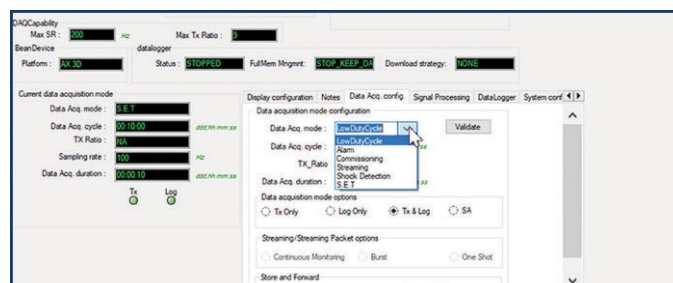 DAQCapability
Max SR : 200 Hz Max Tx Ratio : 9
BeanDevice datalogger
Platform : AX 3D Status : STOPPED FullMem Mngmnt: STOP_KEEP_DA Download strategy: NONE
Current data acquisition mode
Data Acq. mode : S.E.T
Data Acq. cycle : 00:10:00 ddd.hh:mm:ss
TX Ratio : NA
Sampling rate : 100 Hz
Data Acq. duration : 00:00:10 ddd.hh:mm:ss
Tx Log
Display configuration Notes Data Acq. config. Signal Processing DataLogger System conf
Data acquisition mode configuration
Data Acq. mode : LowDutyCycle Validate
Data Acq. cycle :
LowDutyCycle
Alarm
Commissioning
Streaming
Shock Detection
S.E.T
TX_Ratio
Data Acq. duration :
Data acquisition mode options
Tx Only Log Only Tx & Log SA
Streaming/Streaming Packet options
Continuous Monitoring Burst One Shot
Store and Forward